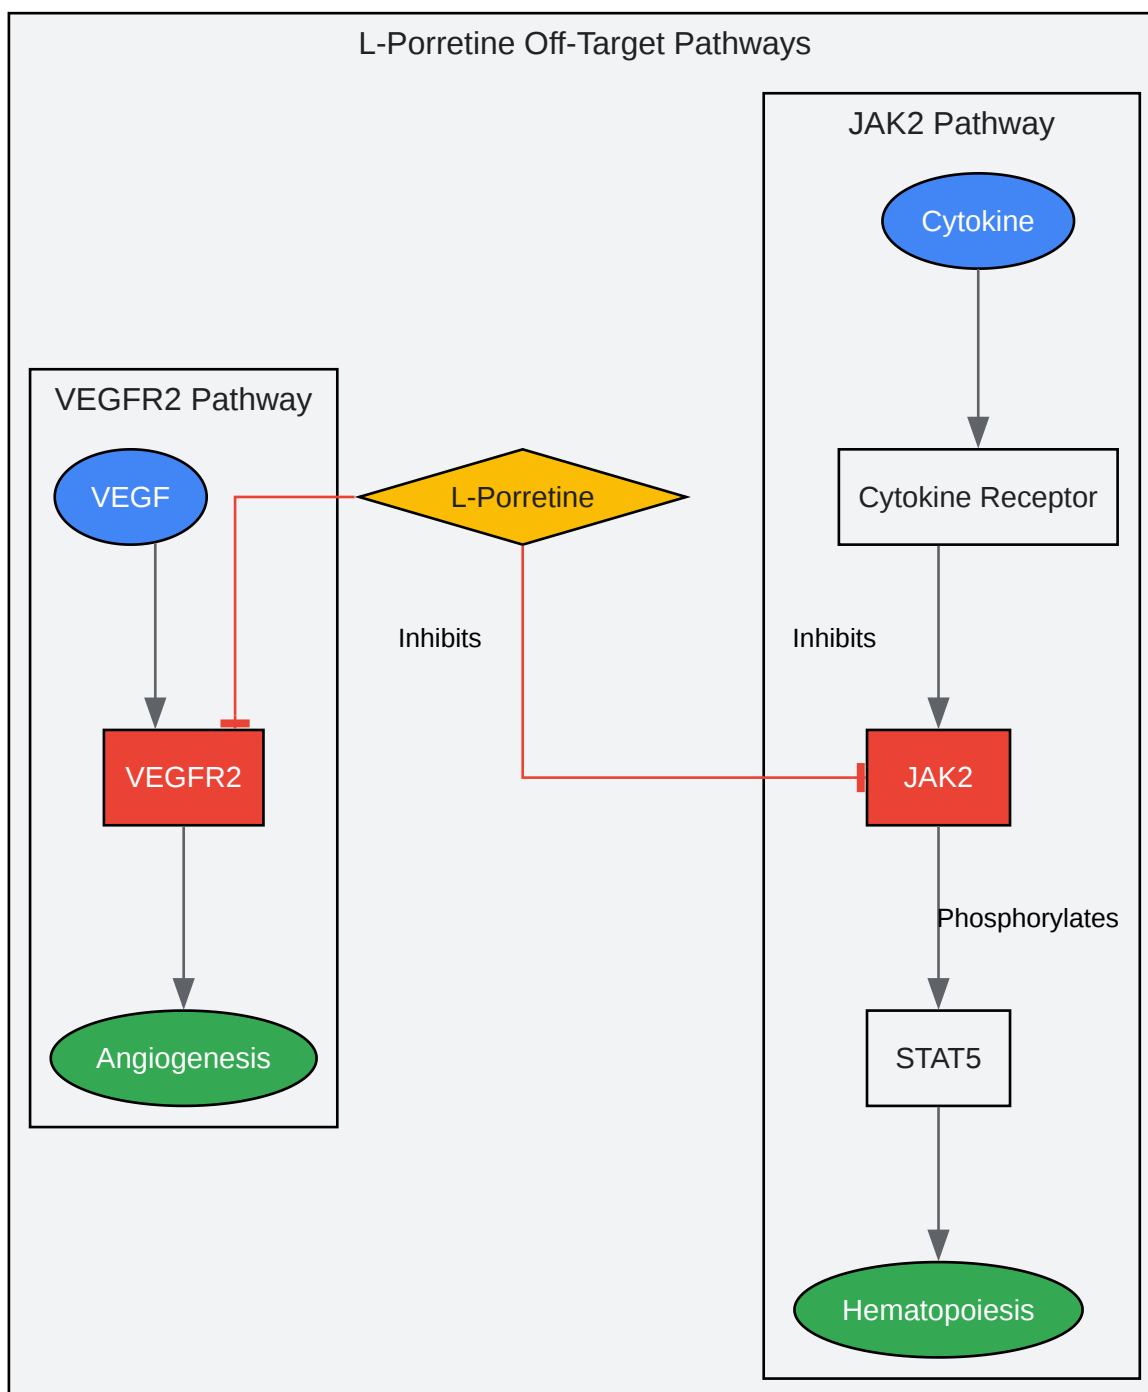 L-Porretine Off-Target Pathways
JAK2 Pathway
Cytokine
VEGFR2 Pathway
VEGF
L-Porretine
Cytokine Receptor
Inhibits
Inhibits
VEGFR2
JAK2
Phosphorylates
Angiogenesis
STAT5
Hematopoiesis